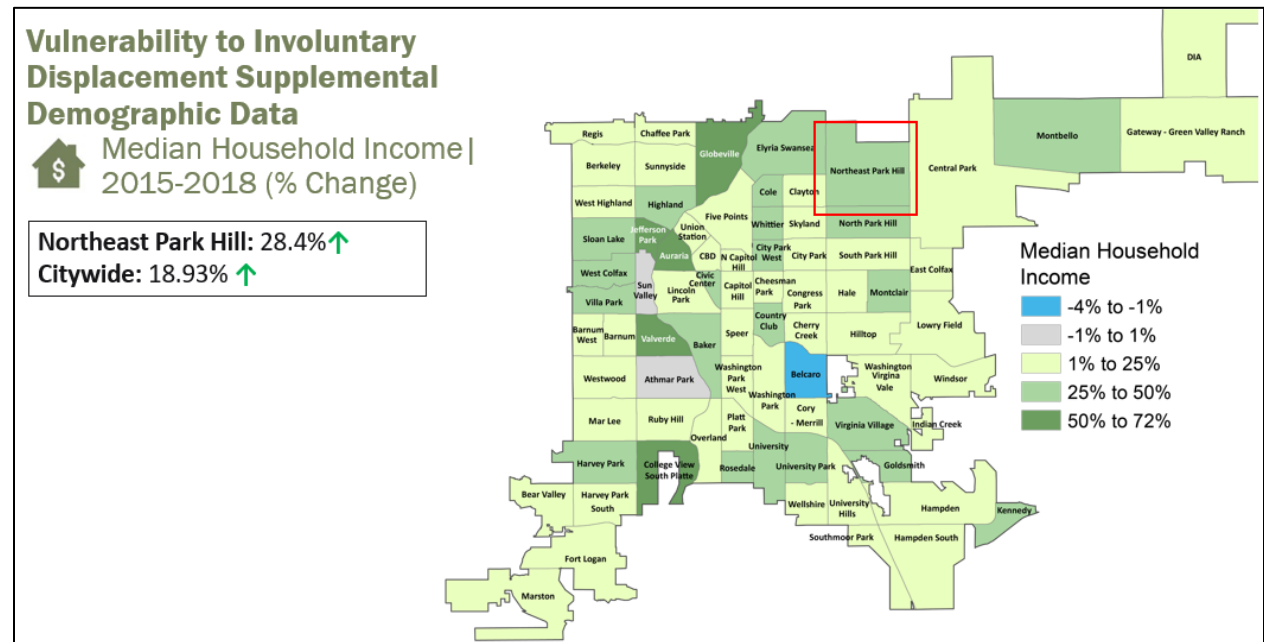 Vulnerability to Involuntary
Displacement Supplemental
Demographic Data
$
Median Household Income|
2015-2018 (% Change)
Northeast Park Hill: 28.4%↑
Citywide: 18.93% ↑
DIA
Montbello
Gateway - Green Valley Ranch
Regis
Chaffee Park
Globeville
Elyria Swansea
Northeast Park Hill
Central Park
Berkeley
Sunnyside
West Highland
Highland
Cole
Clayton
Five Points
Whittier
Skyland
North Park Hill
Sloan Lake
Jefferson
Park
Union
Station
Auraria
CBD
N Capitol
Hill
City Park
West
City Park
South Park Hill
East Colfax
West Colfax
Sun
Valley
Lincoln
Park
Civic
Center
Capitol
Hill
Cheesman
Park
Congress
Park
Hale
Montclair
Villa Park
Country
Club
Lowry Field
Barnum
West
Barnum
Valverde
Baker
Speer
Cherry
Creek
Hilltop
Westwood
Athmar Park
Washington
Park
West
Washington
Park
Belcaro
Washington
Virgina
Vale
Windsor
Mar Lee
Ruby Hill
Overland
Platt
Park
Cory
- Merrill
Virginia Village
Indian Creek
Harvey Park
College View
South Platte
Rosedale
University
University Park
Goldsmith
Bear Valley
Harvey Park
South
Wellshire
University
Hills
Hampden
Kennedy
Southmoor Park
Hampden South
Fort Logan
Marston
Median Household
Income
-4% to -1%
-1% to 1%
1% to 25%
25% to 50%
50% to 72%